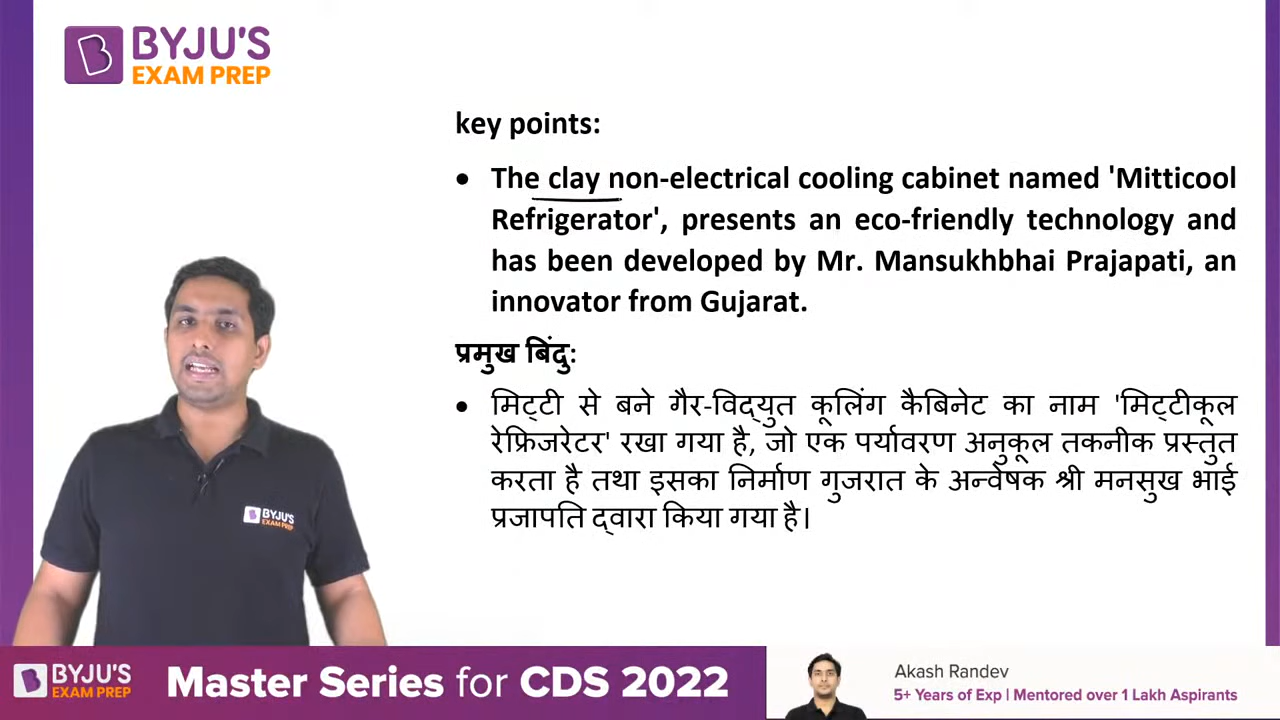 BYJU'S
EXAM PREP
key points:
• The clay non-electrical cooling cabinet named 'Mitticool
Refrigerator', presents an eco-friendly technology and
has been developed by Mr. Mansukhbhai Prajapati, an
innovator from Gujarat.
प्रमुख बिंदु:
• मिट्टी से बने गैर-विद्युत कूलिंग कैबिनेट का नाम 'मिट्टीकूल
रेफ्रिजरेटर' रखा गया है, जो एक पर्यावरण अनुकूल तकनीक प्रस्तुत
करता है तथा इसका निर्माण गुजरात के अन्वेषक श्री मनसुख भाई
प्रजापति द्वारा किया गया है।
BYJU'S
EXAM PREP
BYJU'S
EXAM PREP
Master Series for CDS 2022
Akash Randev
5+ Years of Exp | Mentored over 1 Lakh Aspirants